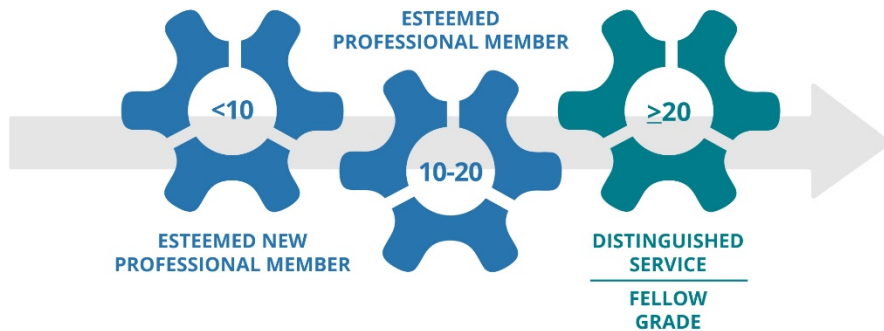 <10
ESTEEMED NEW
PROFESSIONAL MEMBER
ESTEEMED
PROFESSIONAL MEMBER
10-20
≥20
DISTINGUISHED
SERVICE
FELLOW
GRADE